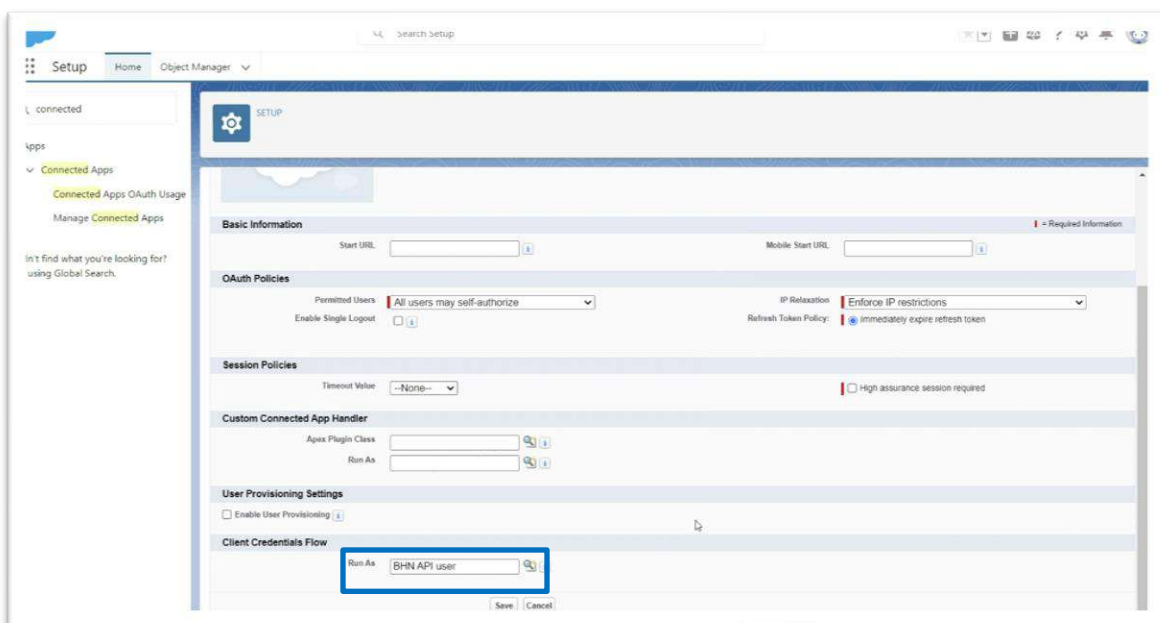 Search Setup
Setup Home Object Manager
connected
SETUP
Apps
Connected Apps
Connected Apps OAuth Usage
Manage Connected Apps
n't find what you're looking for?
using Global Search.
Basic Information
= Required Information
Start URL
Mobile Start URL
OAuth Policies
Permitted Users All users may self-authorize
IP Relaxation Enforce IP restrictions
Enable Single Logout
Refresh Token Policy: Immediately expire refresh token
Session Policies
Timeout Value --None--
High assurance session required
Custom Connected App Handler
Apex Plugin Class
Run As
User Provisioning Settings
Enable User Provisioning
Client Credentials Flow
Run As BHN API user
Save Cancel